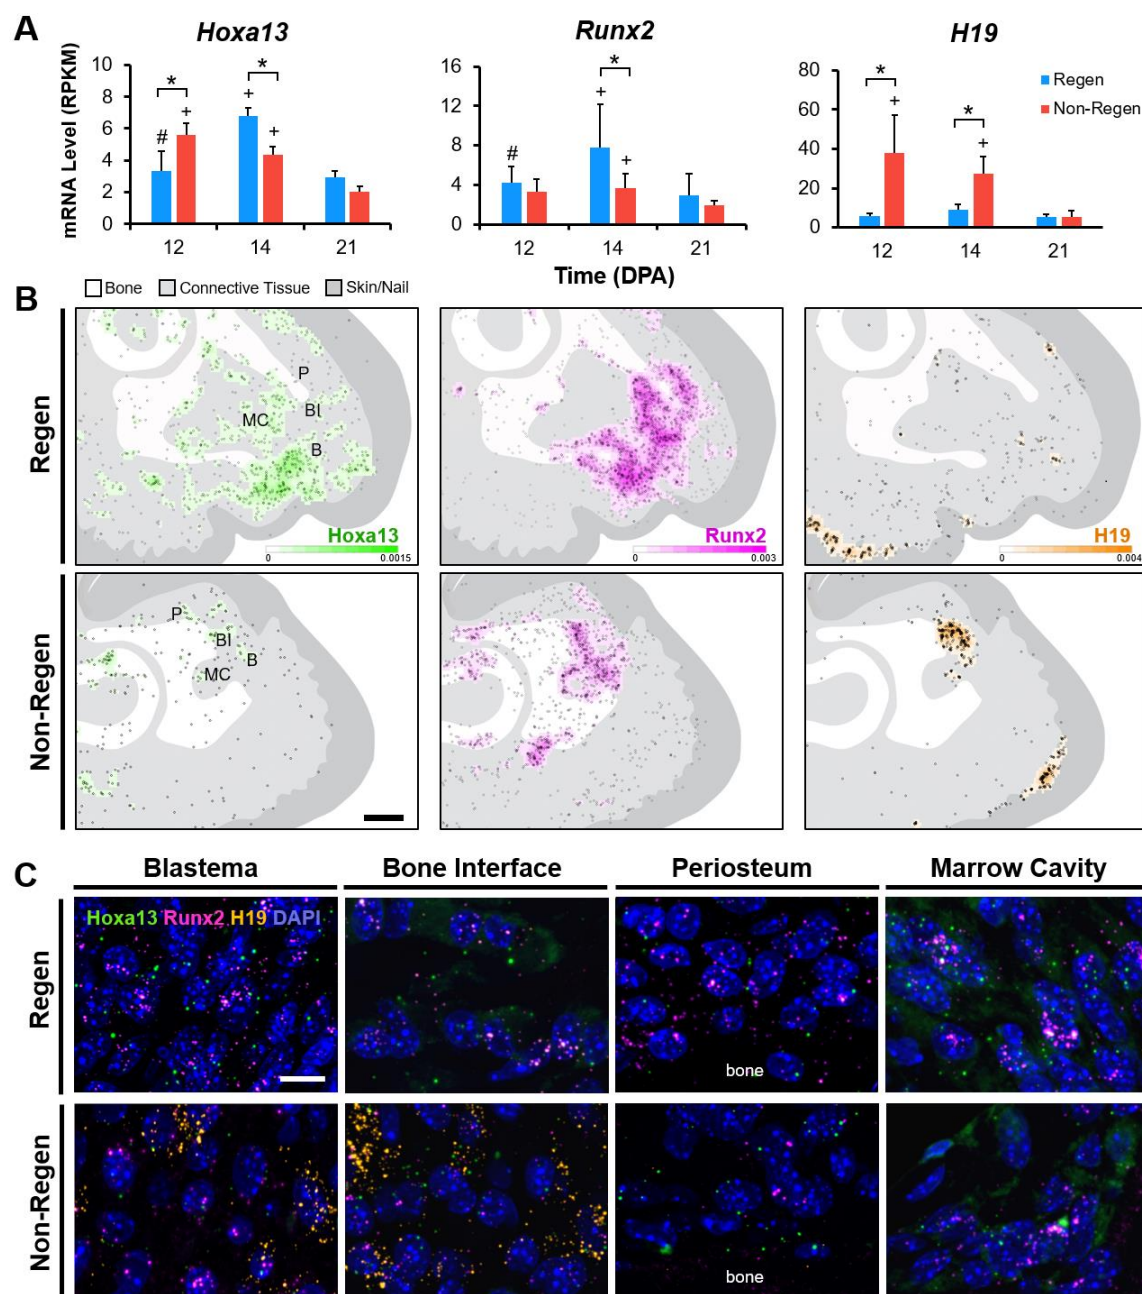 A
Hoxa13
Runx2
H19
mRNA Level (RPKM)
10
8
6
4
2
0
*
*
#
+
+
+
12
14
21
16
12
8
4
0
*
#
+
+
12
14
21
80
60
40
20
0
*
*
+
+
12
14
21
Regen
Non-Regen
Time (DPA)
B
Bone
Connective Tissue
Skin/Nail
Regen
P
BI
MC
B
Hoxa13
0
0.0015
Runx2
0
0.003
H19
0
0.004
Non-Regen
P
BI
B
MC
C
Blastema
Bone Interface
Periosteum
Marrow Cavity
Regen
Hoxa13 Runx2 H19 DAPI
bone
Non-Regen
bone